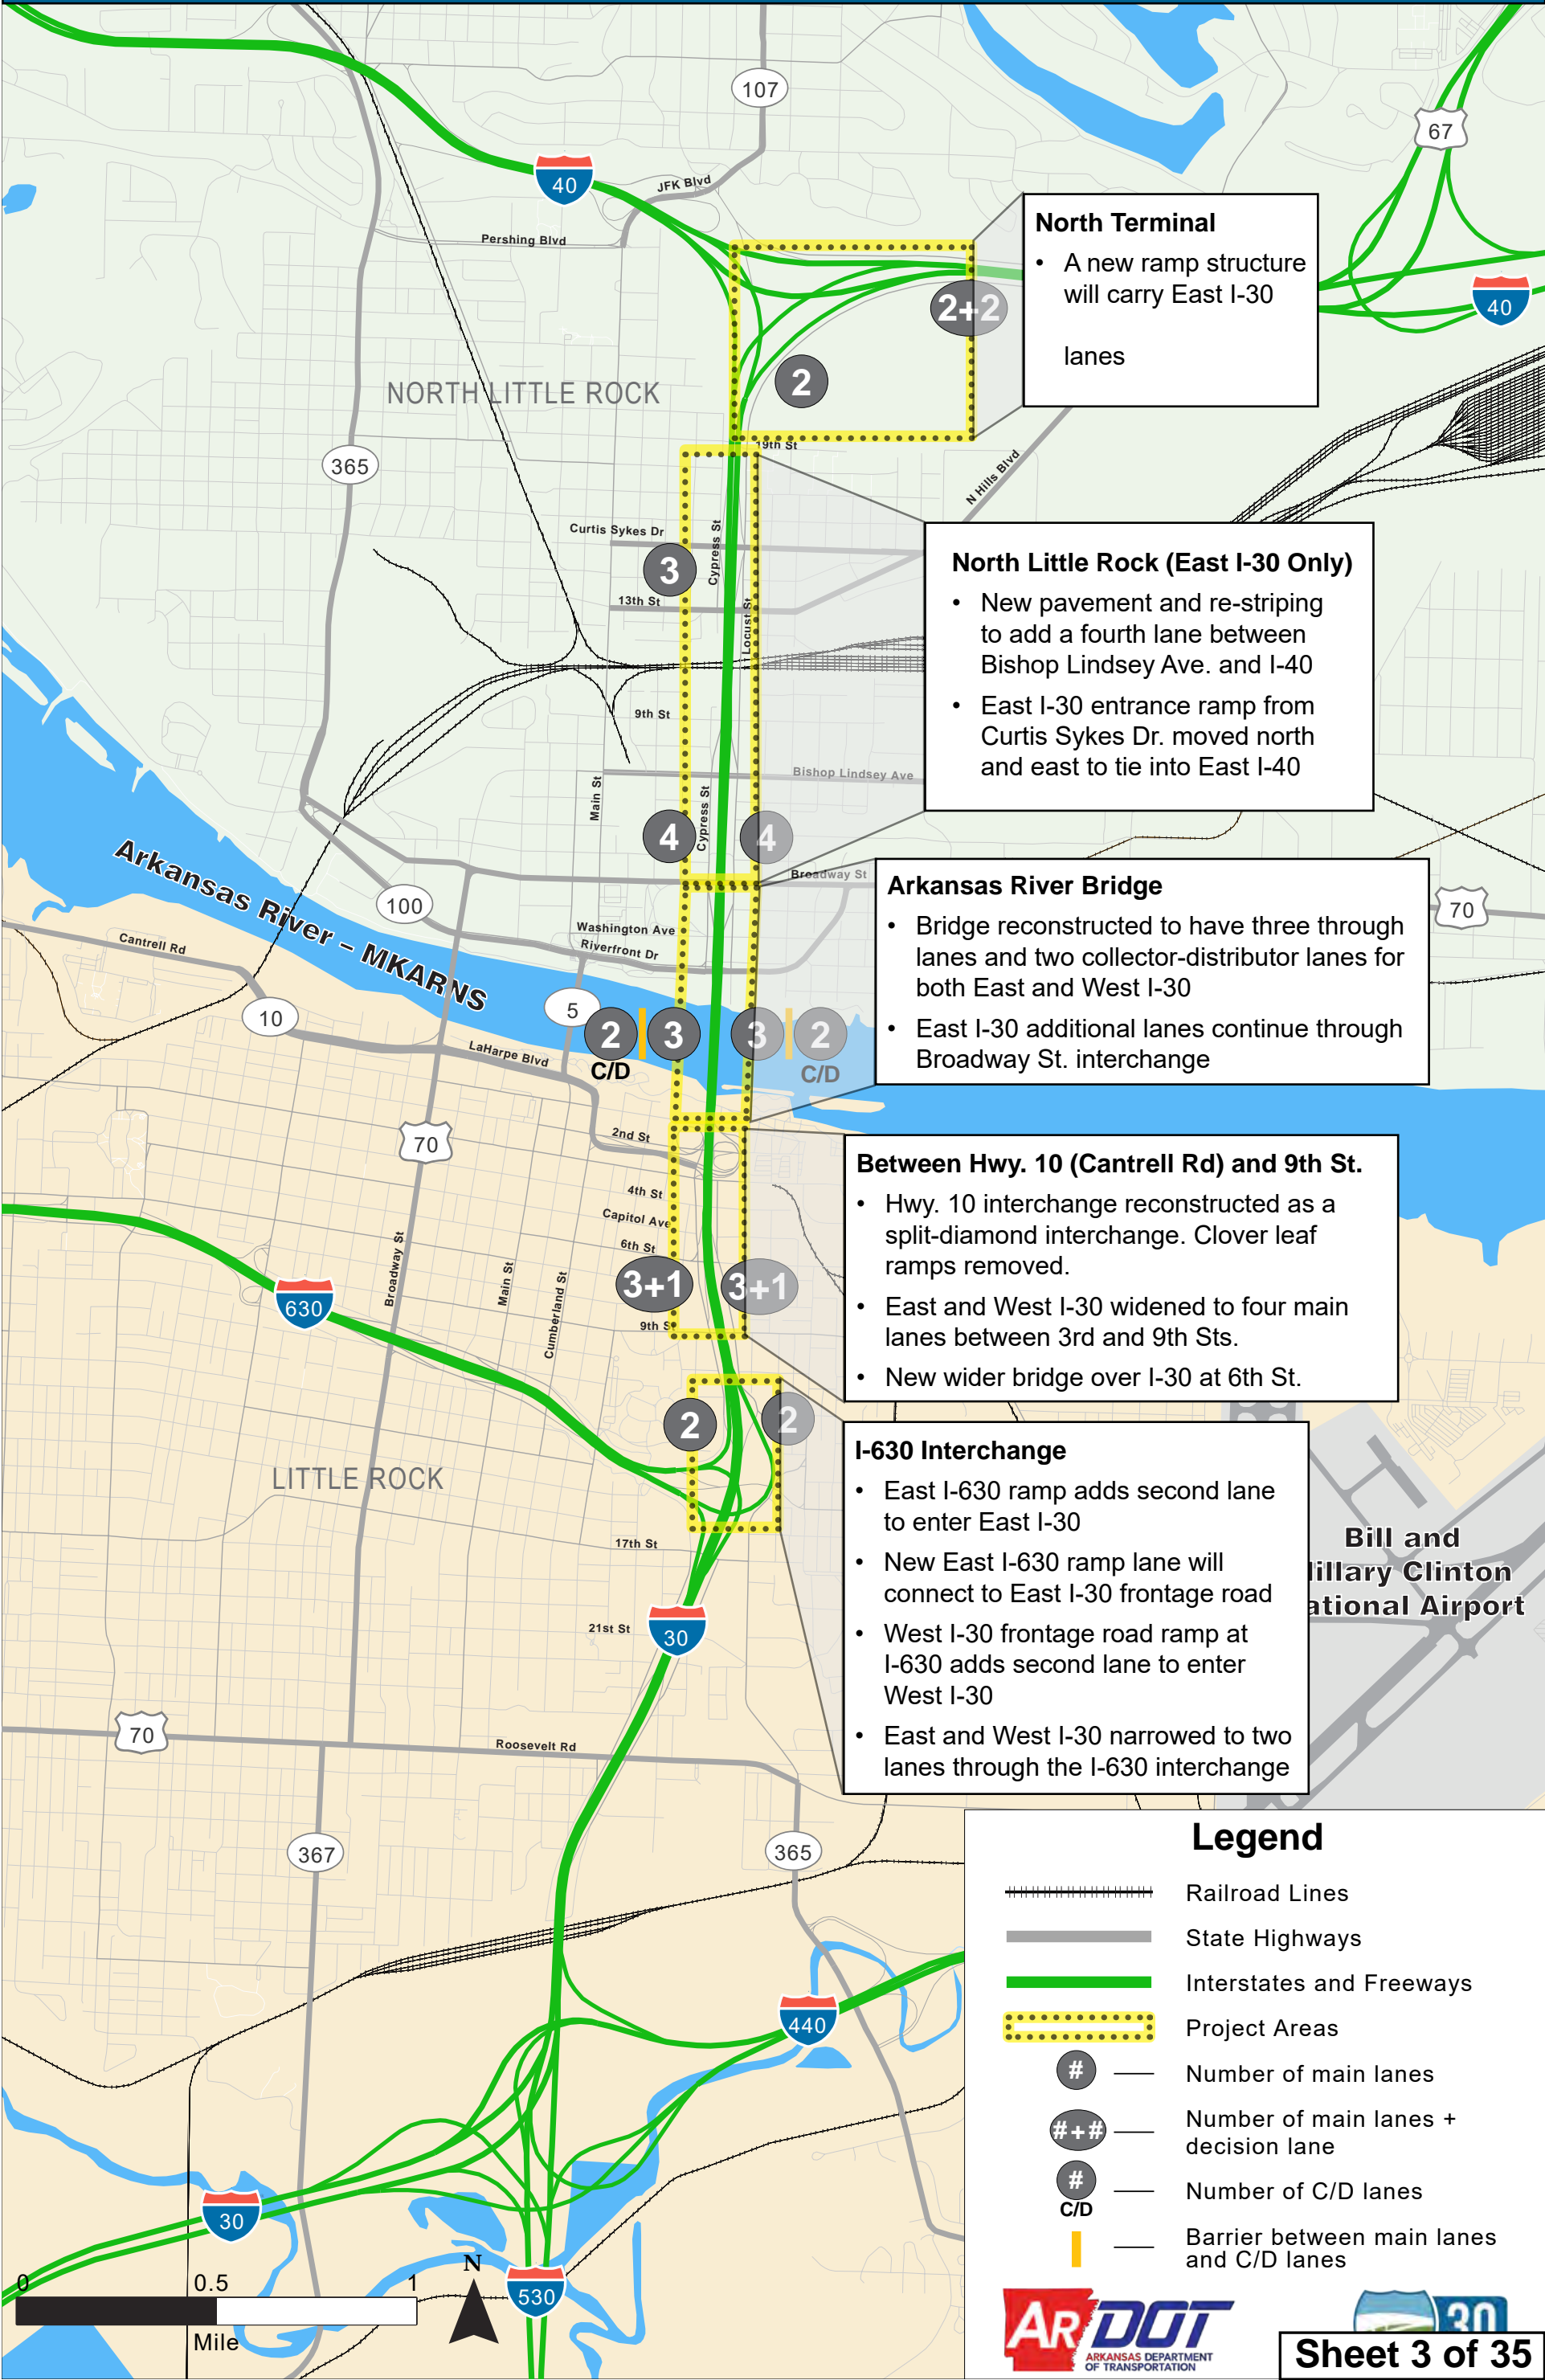 107
67
40
JFK Blvd
Pershing Blvd
North Terminal
• A new ramp structure
will carry East I-30
lanes
2+2
40
2
NORTH LITTLE ROCK
19th St
365
N Hills Blvd
Curtis Sykes Dr
Cypress St
3
13th St
Locust St
North Little Rock (East I-30 Only)
• New pavement and re-striping
to add a fourth lane between
Bishop Lindsey Ave. and I-40
• East I-30 entrance ramp from
Curtis Sykes Dr. moved north
and east to tie into East I-40
9th St
Bishop Lindsey Ave
Main St
Cypress St
4
4
Broadway St
Arkansas River – MKARNS
100
70
Washington Ave
Riverfront Dr
Cantrell Rd
10
5
2
3
3
2
C/D
C/D
LaHarpe Blvd
Arkansas River Bridge
• Bridge reconstructed to have three through
lanes and two collector-distributor lanes for
both East and West I-30
• East I-30 additional lanes continue through
Broadway St. interchange
70
2nd St
4th St
Capitol Ave
6th St
3+1
3+1
9th St
Broadway St
Main St
Cumberland St
630
Between Hwy. 10 (Cantrell Rd) and 9th St.
• Hwy. 10 interchange reconstructed as a
split-diamond interchange. Clover leaf
ramps removed.
• East and West I-30 widened to four main
lanes between 3rd and 9th Sts.
• New wider bridge over I-30 at 6th St.
2
2
LITTLE ROCK
17th St
21st St
30
I-630 Interchange
• East I-630 ramp adds second lane
to enter East I-30
• New East I-630 ramp lane will
connect to East I-30 frontage road
• West I-30 frontage road ramp at
I-630 adds second lane to enter
West I-30
• East and West I-30 narrowed to two
lanes through the I-630 interchange
Bill and
illary Clinton
ational Airport
70
Roosevelt Rd
367
365
440
30
530
N
0 0.5 1
Mile
Legend
Railroad Lines
State Highways
Interstates and Freeways
Project Areas
# Number of main lanes
#+# Number of main lanes +
decision lane
# Number of C/D lanes
C/D
Barrier between main lanes
and C/D lanes
ARDOT
ARKANSAS DEPARTMENT
OF TRANSPORTATION
30
Sheet 3 of 35